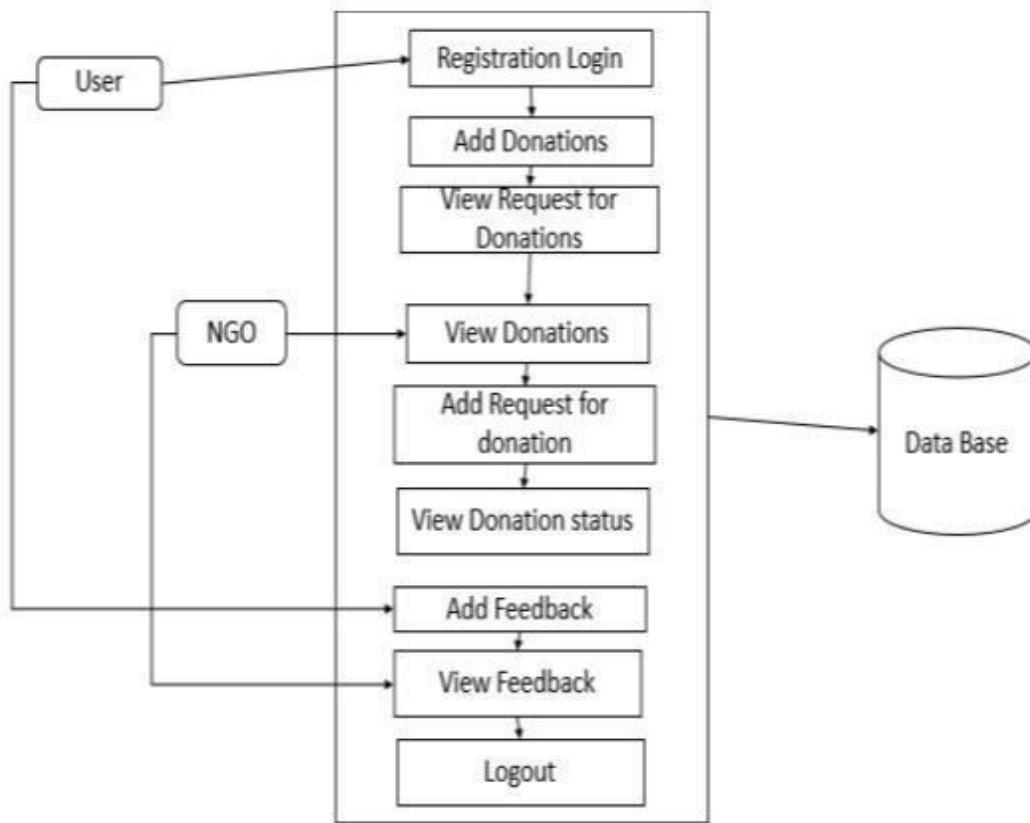 User
Registration Login
Add Donations
View Request for
Donations
NGO
View Donations
Add Request for
donation
View Donation status
Data Base
Add Feedback
View Feedback
Logout